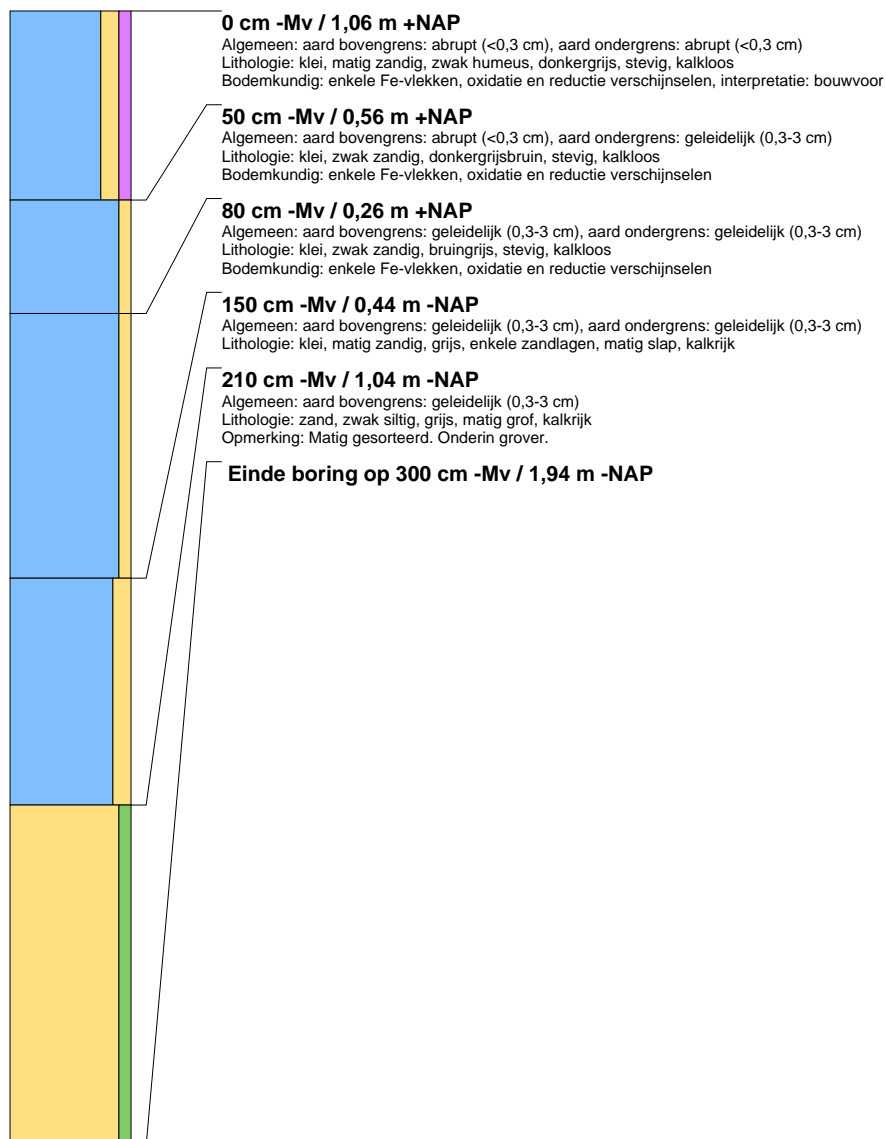 0 cm -Mv / 1,06 m +NAP
Algemeen: aard bovengrens: abrupt (<0,3 cm), aard ondergrens: abrupt (<0,3 cm)
Lithologie: klei, matig zandig, zwak humeus, donkergrijs, stevig, kalkloos
Bodemkundig: enkele Fe-vlekken, oxidatie en reductie verschijnselen, interpretatie: bouwvoor
50 cm -Mv / 0,56 m +NAP
Algemeen: aard bovengrens: abrupt (<0,3 cm), aard ondergrens: geleidelijk (0,3-3 cm)
Lithologie: klei, zwak zandig, donkergrijsbruin, stevig, kalkloos
Bodemkundig: enkele Fe-vlekken, oxidatie en reductie verschijnselen
80 cm -Mv / 0,26 m +NAP
Algemeen: aard bovengrens: geleidelijk (0,3-3 cm), aard ondergrens: geleidelijk (0,3-3 cm)
Lithologie: klei, zwak zandig, bruingrijs, stevig, kalkloos
Bodemkundig: enkele Fe-vlekken, oxidatie en reductie verschijnselen
150 cm -Mv / 0,44 m -NAP
Algemeen: aard bovengrens: geleidelijk (0,3-3 cm), aard ondergrens: geleidelijk (0,3-3 cm)
Lithologie: klei, matig zandig, grijs, enkele zandlagen, matig slap, kalkrijk
210 cm -Mv / 1,04 m -NAP
Algemeen: aard bovengrens: geleidelijk (0,3-3 cm)
Lithologie: zand, zwak siltig, grijs, matig grof, kalkrijk
Opmerking: Matig gesorteerd. Onderin grover.
Einde boring op 300 cm -Mv / 1,94 m -NAP